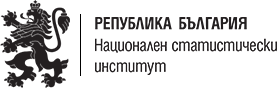 РЕПУБЛИКА БЪЛГАРИЯ
Национален статистически
институт